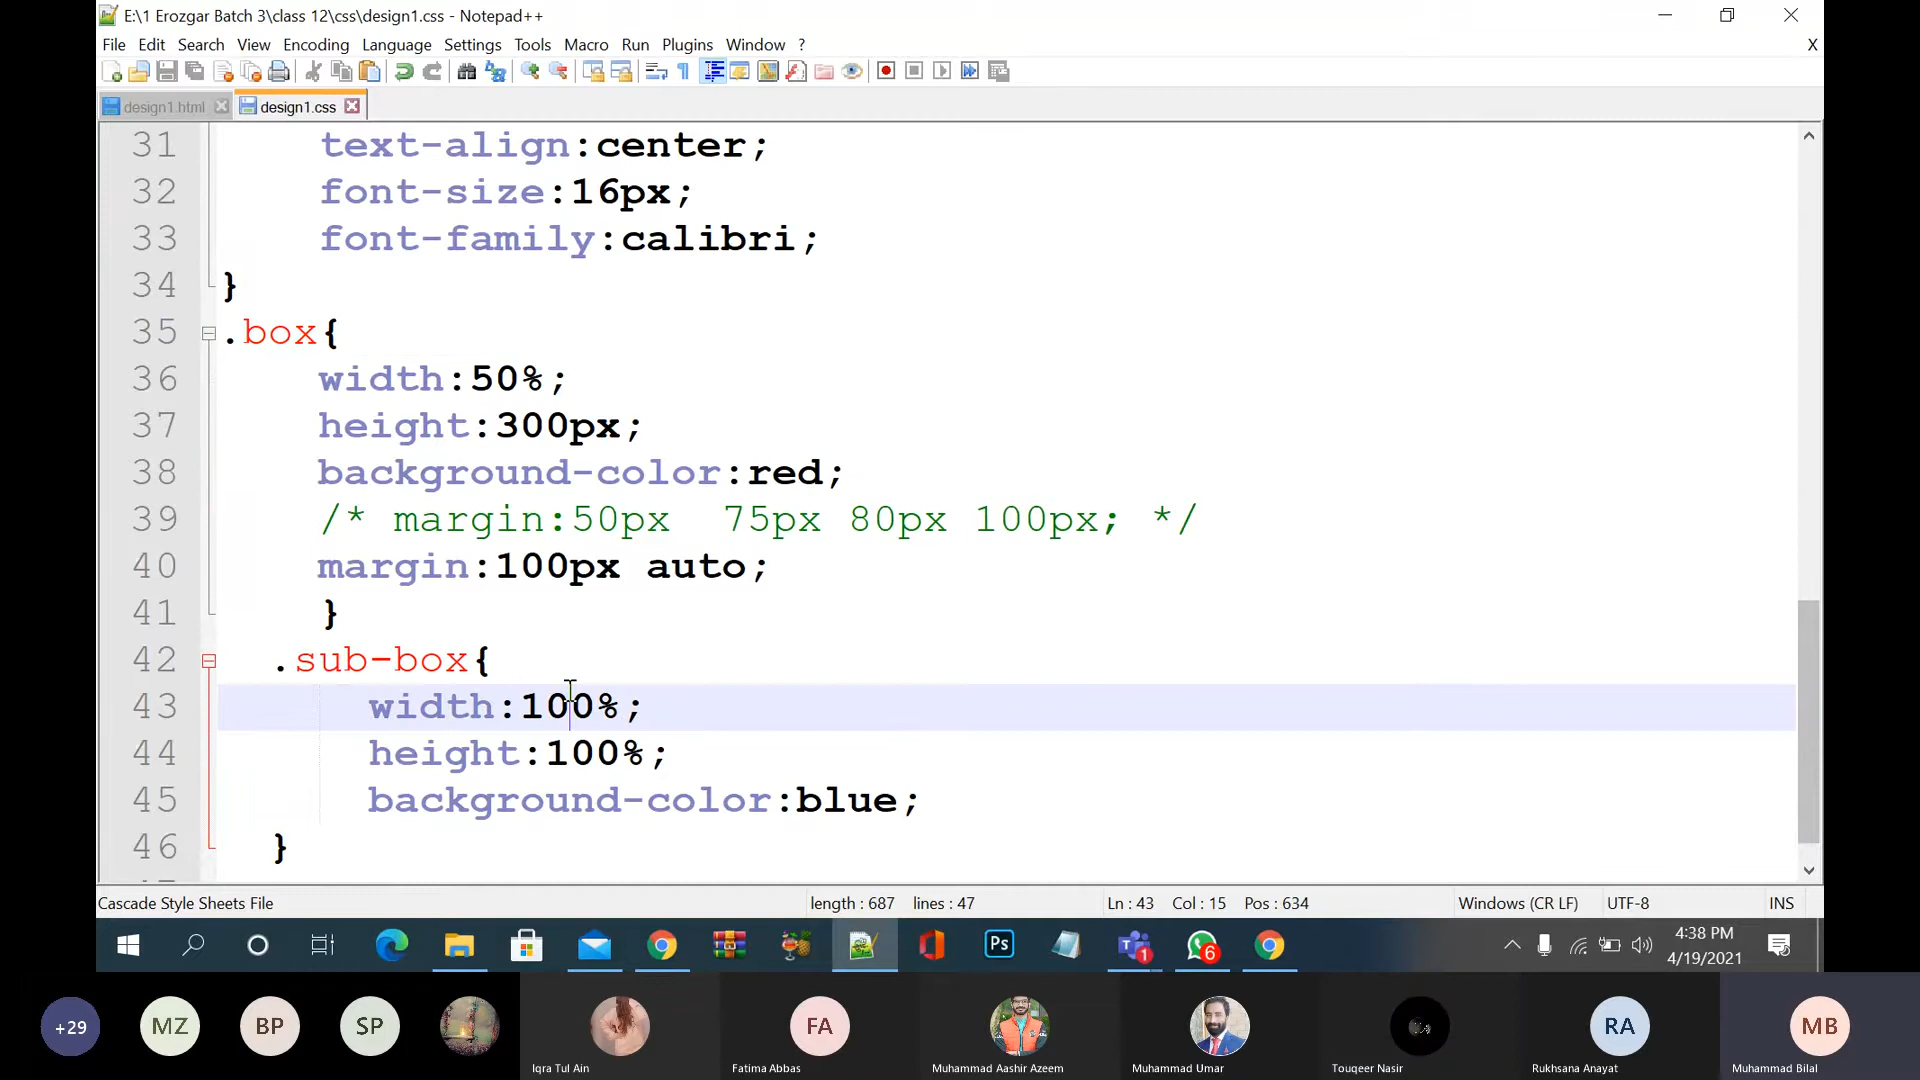 E:\1 Erozgar Batch 3\class 12\css\design1.css - Notepad++
File Edit Search View Encoding Language Settings Tools Macro Run Plugins Window ? X
design1.html design1.css
31 text-align:center;
32 font-size:16px;
33 font-family:calibri;
34 }
35 .box{
36 width:50%;
37 height:300px;
38 background-color:red;
39 /* margin:50px  75px 80px 100px; */
40 margin:100px auto;
41 }
42 .sub-box{
43 width:100%;
44 height:100%;
45 background-color:blue;
46 }
Cascade Style Sheets File length : 687 lines : 47 Ln : 43 Col : 15 Pos : 634 Windows (CR LF) UTF-8 INS
Ps 1 6 4:38 PM
4/19/2021
+29 MZ BP SP FA RA MB
Iqra Tul Ain Fatima Abbas Muhammad Aashir Azeem Muhammad Umar Touqeer Nasir Rukhsana Anayat Muhammad Bilal